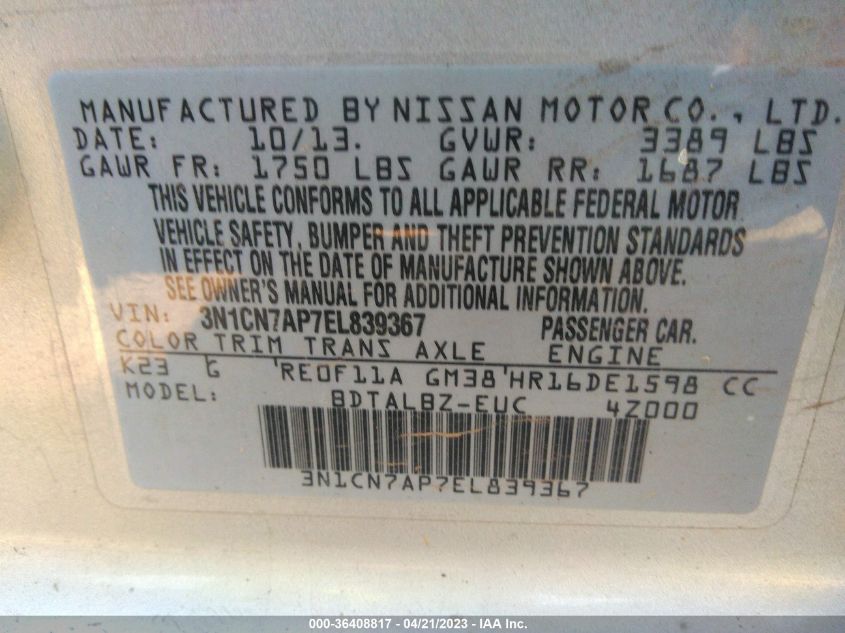 MANUFACTURED BY NISSAN MOTOR CO., LTD.
DATE: 10/13. GVWR: 3389 LBS
GAWR FR: 1750 LBS GAWR RR: 1687 LBS
THIS VEHICLE CONFORMS TO ALL APPLICABLE FEDERAL MOTOR
VEHICLE SAFETY, BUMPER AND THEFT PREVENTION STANDARDS
IN EFFECT ON THE DATE OF MANUFACTURE SHOWN ABOVE.
SEE OWNER'S MANUAL FOR ADDITIONAL INFORMATION.
VIN: 3N1CN7AP7EL839367 PASSENGER CAR.
COLOR TRIM TRANS AXLE ENGINE
K23 G RE0F11A GM38 HR16DE1598 CC
MODEL: BDTALBZ-EUC 4Z000
3N1CN7AP7EL839367
000-36408817 - 04/21/2023 - IAA Inc.